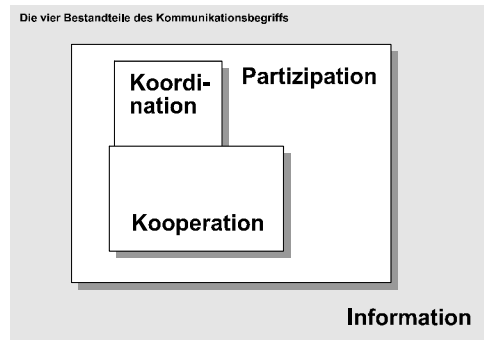 Die vier Bestandteile des Kommunikationsbegriffs
Koordi-
nation
Partizipation
Kooperation
Information